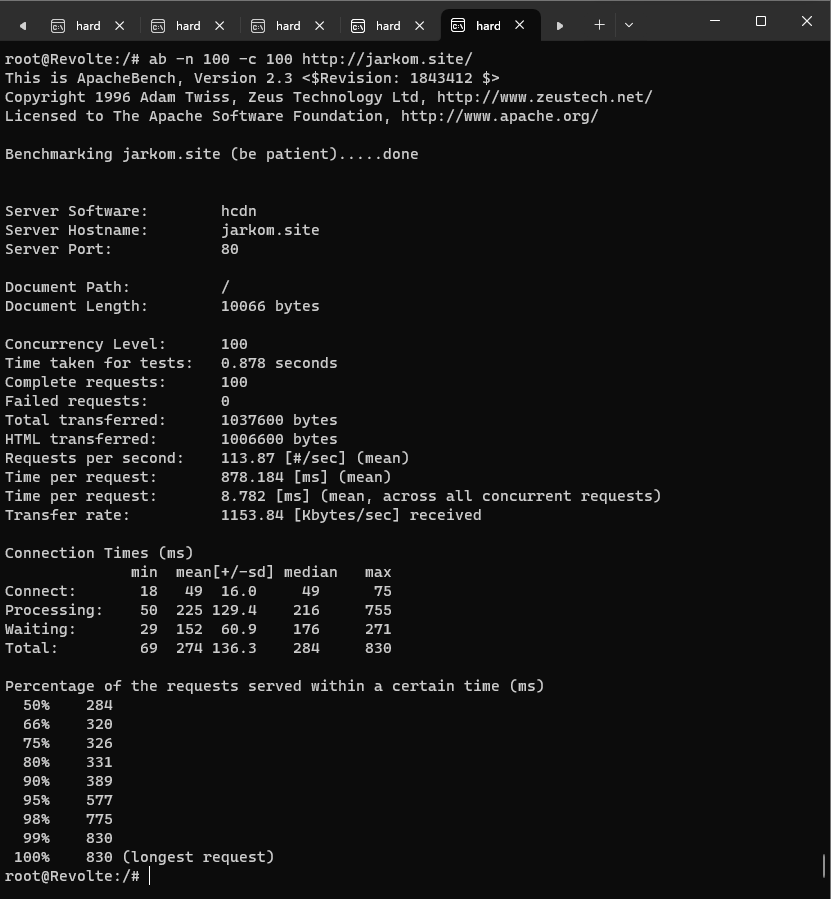 hard hard hard hard hard
root@Revolte:/# ab -n 100 -c 100 http://jarkom.site/
This is ApacheBench, Version 2.3 <$Revision: 1843412 $>
Copyright 1996 Adam Twiss, Zeus Technology Ltd, http://www.zeustech.net/
Licensed to The Apache Software Foundation, http://www.apache.org/

Benchmarking jarkom.site (be patient).....done


Server Software:        hcdn
Server Hostname:        jarkom.site
Server Port:            80

Document Path:          /
Document Length:        10066 bytes

Concurrency Level:      100
Time taken for tests:   0.878 seconds
Complete requests:      100
Failed requests:        0
Total transferred:      1037600 bytes
HTML transferred:       1006600 bytes
Requests per second:    113.87 [#/sec] (mean)
Time per request:       878.184 [ms] (mean)
Time per request:       8.782 [ms] (mean, across all concurrent requests)
Transfer rate:          1153.84 [Kbytes/sec] received

Connection Times (ms)
              min  mean[+/-sd] median   max
Connect:       18   49  16.0     49      75
Processing:    50  225 129.4    216     755
Waiting:       29  152  60.9    176     271
Total:         69  274 136.3    284     830

Percentage of the requests served within a certain time (ms)
  50%    284
  66%    320
  75%    326
  80%    331
  90%    389
  95%    577
  98%    775
  99%    830
 100%    830 (longest request)
root@Revolte:/#